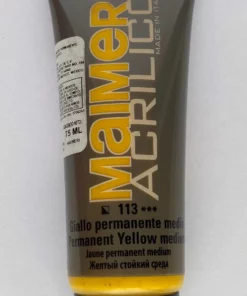 Maimeri
ACRILICO
MADE IN ITALY
75 ML
113 ***
Giallo permanente medio
Permanent Yellow medium
Jaune permanent medium
Желтый стойкий среда